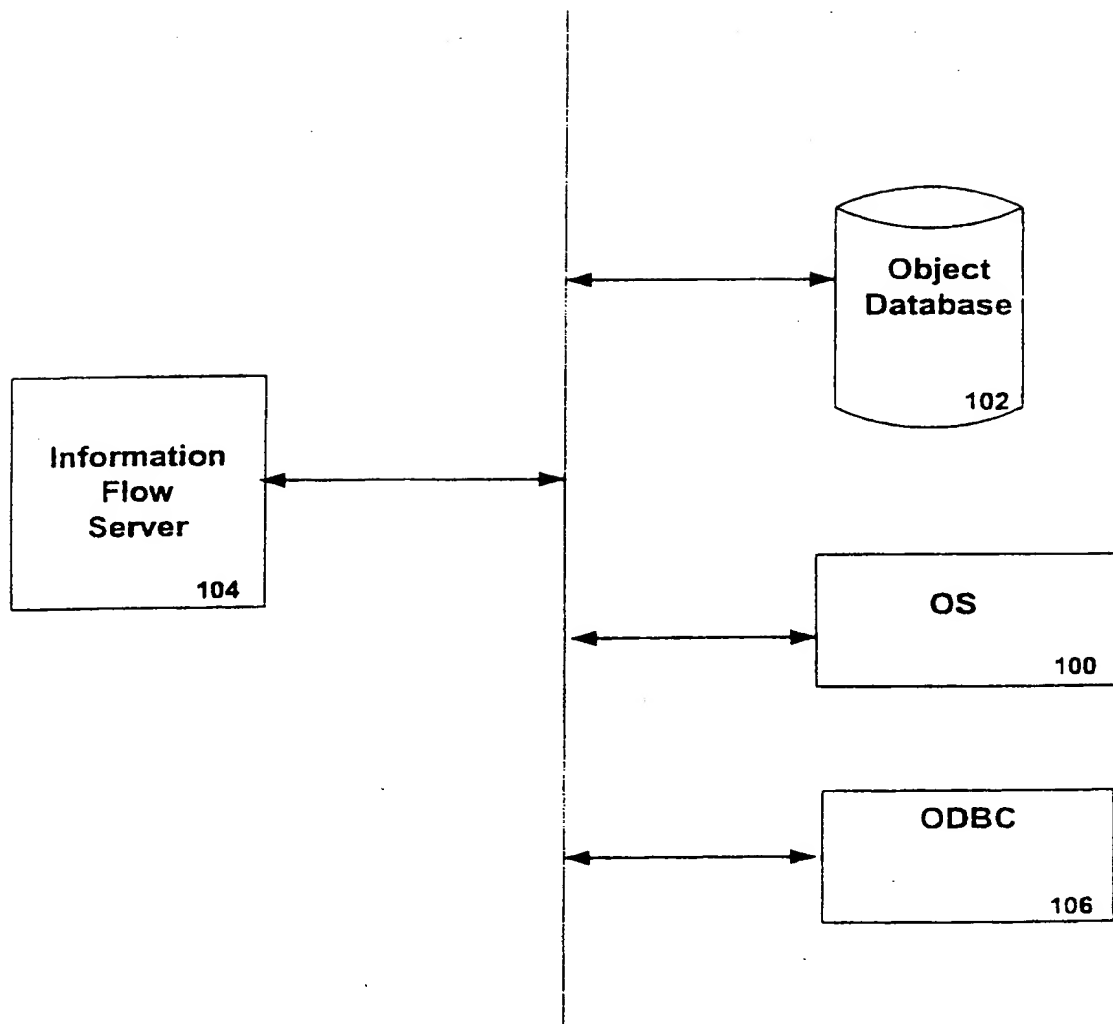 Object
Database
102
Information
Flow
Server
104
OS
100
ODBC
106